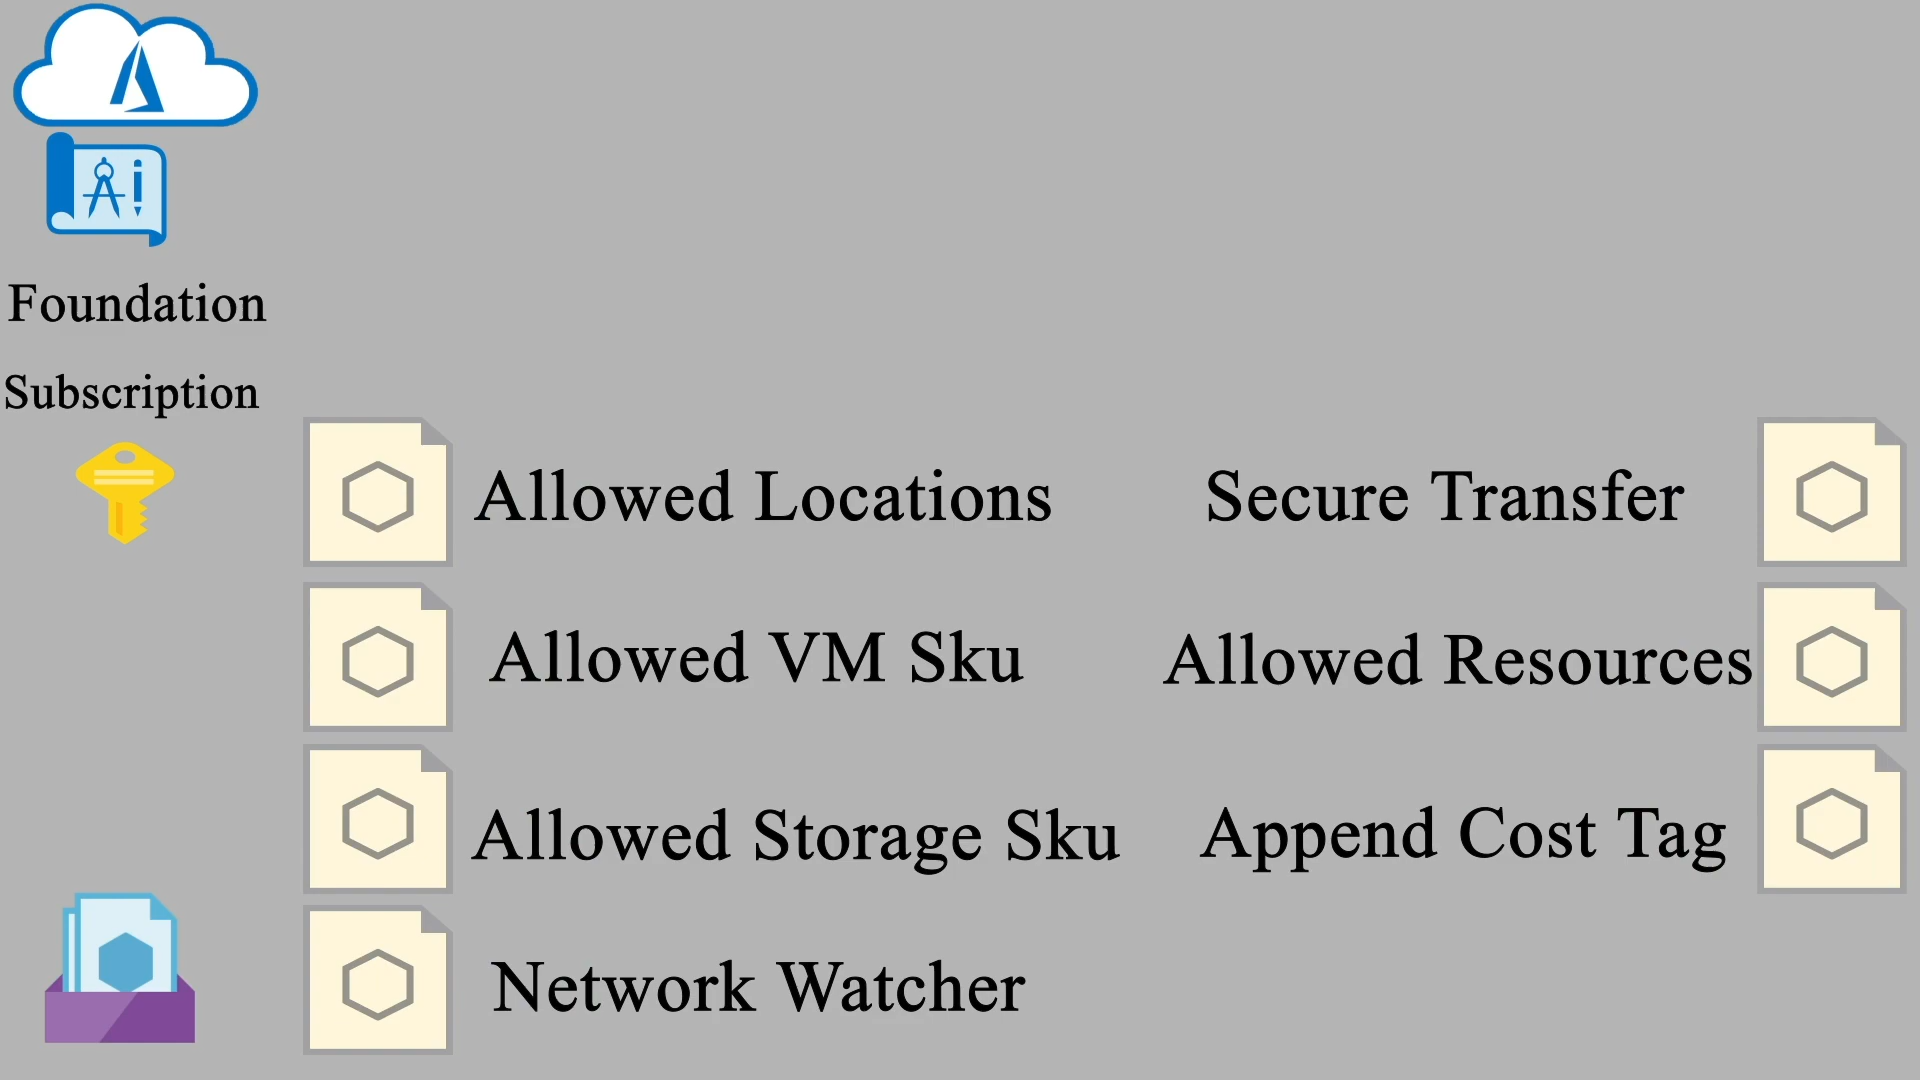 Foundation
Subscription
Allowed Locations
Secure Transfer
Allowed VM Sku
Allowed Resources
Allowed Storage Sku
Append Cost Tag
Network Watcher